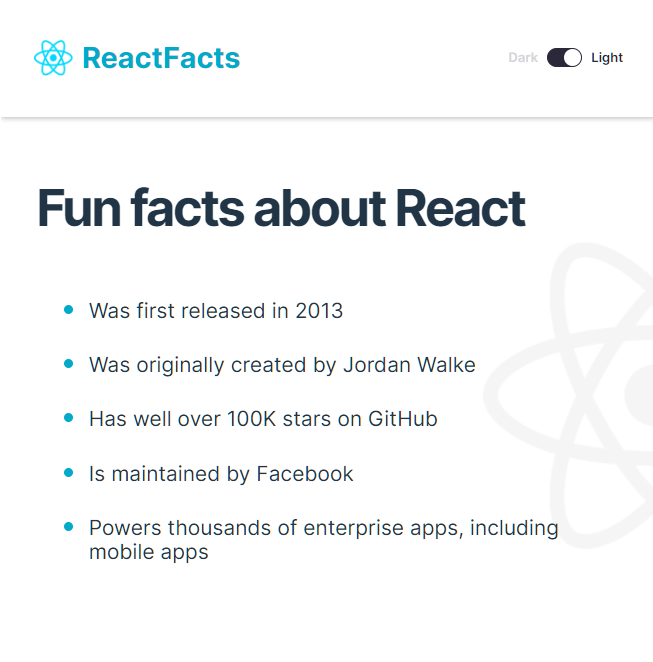 ReactFacts
Dark Light
Fun facts about React
Was first released in 2013
Was originally created by Jordan Walke
Has well over 100K stars on GitHub
Is maintained by Facebook
Powers thousands of enterprise apps, including
mobile apps